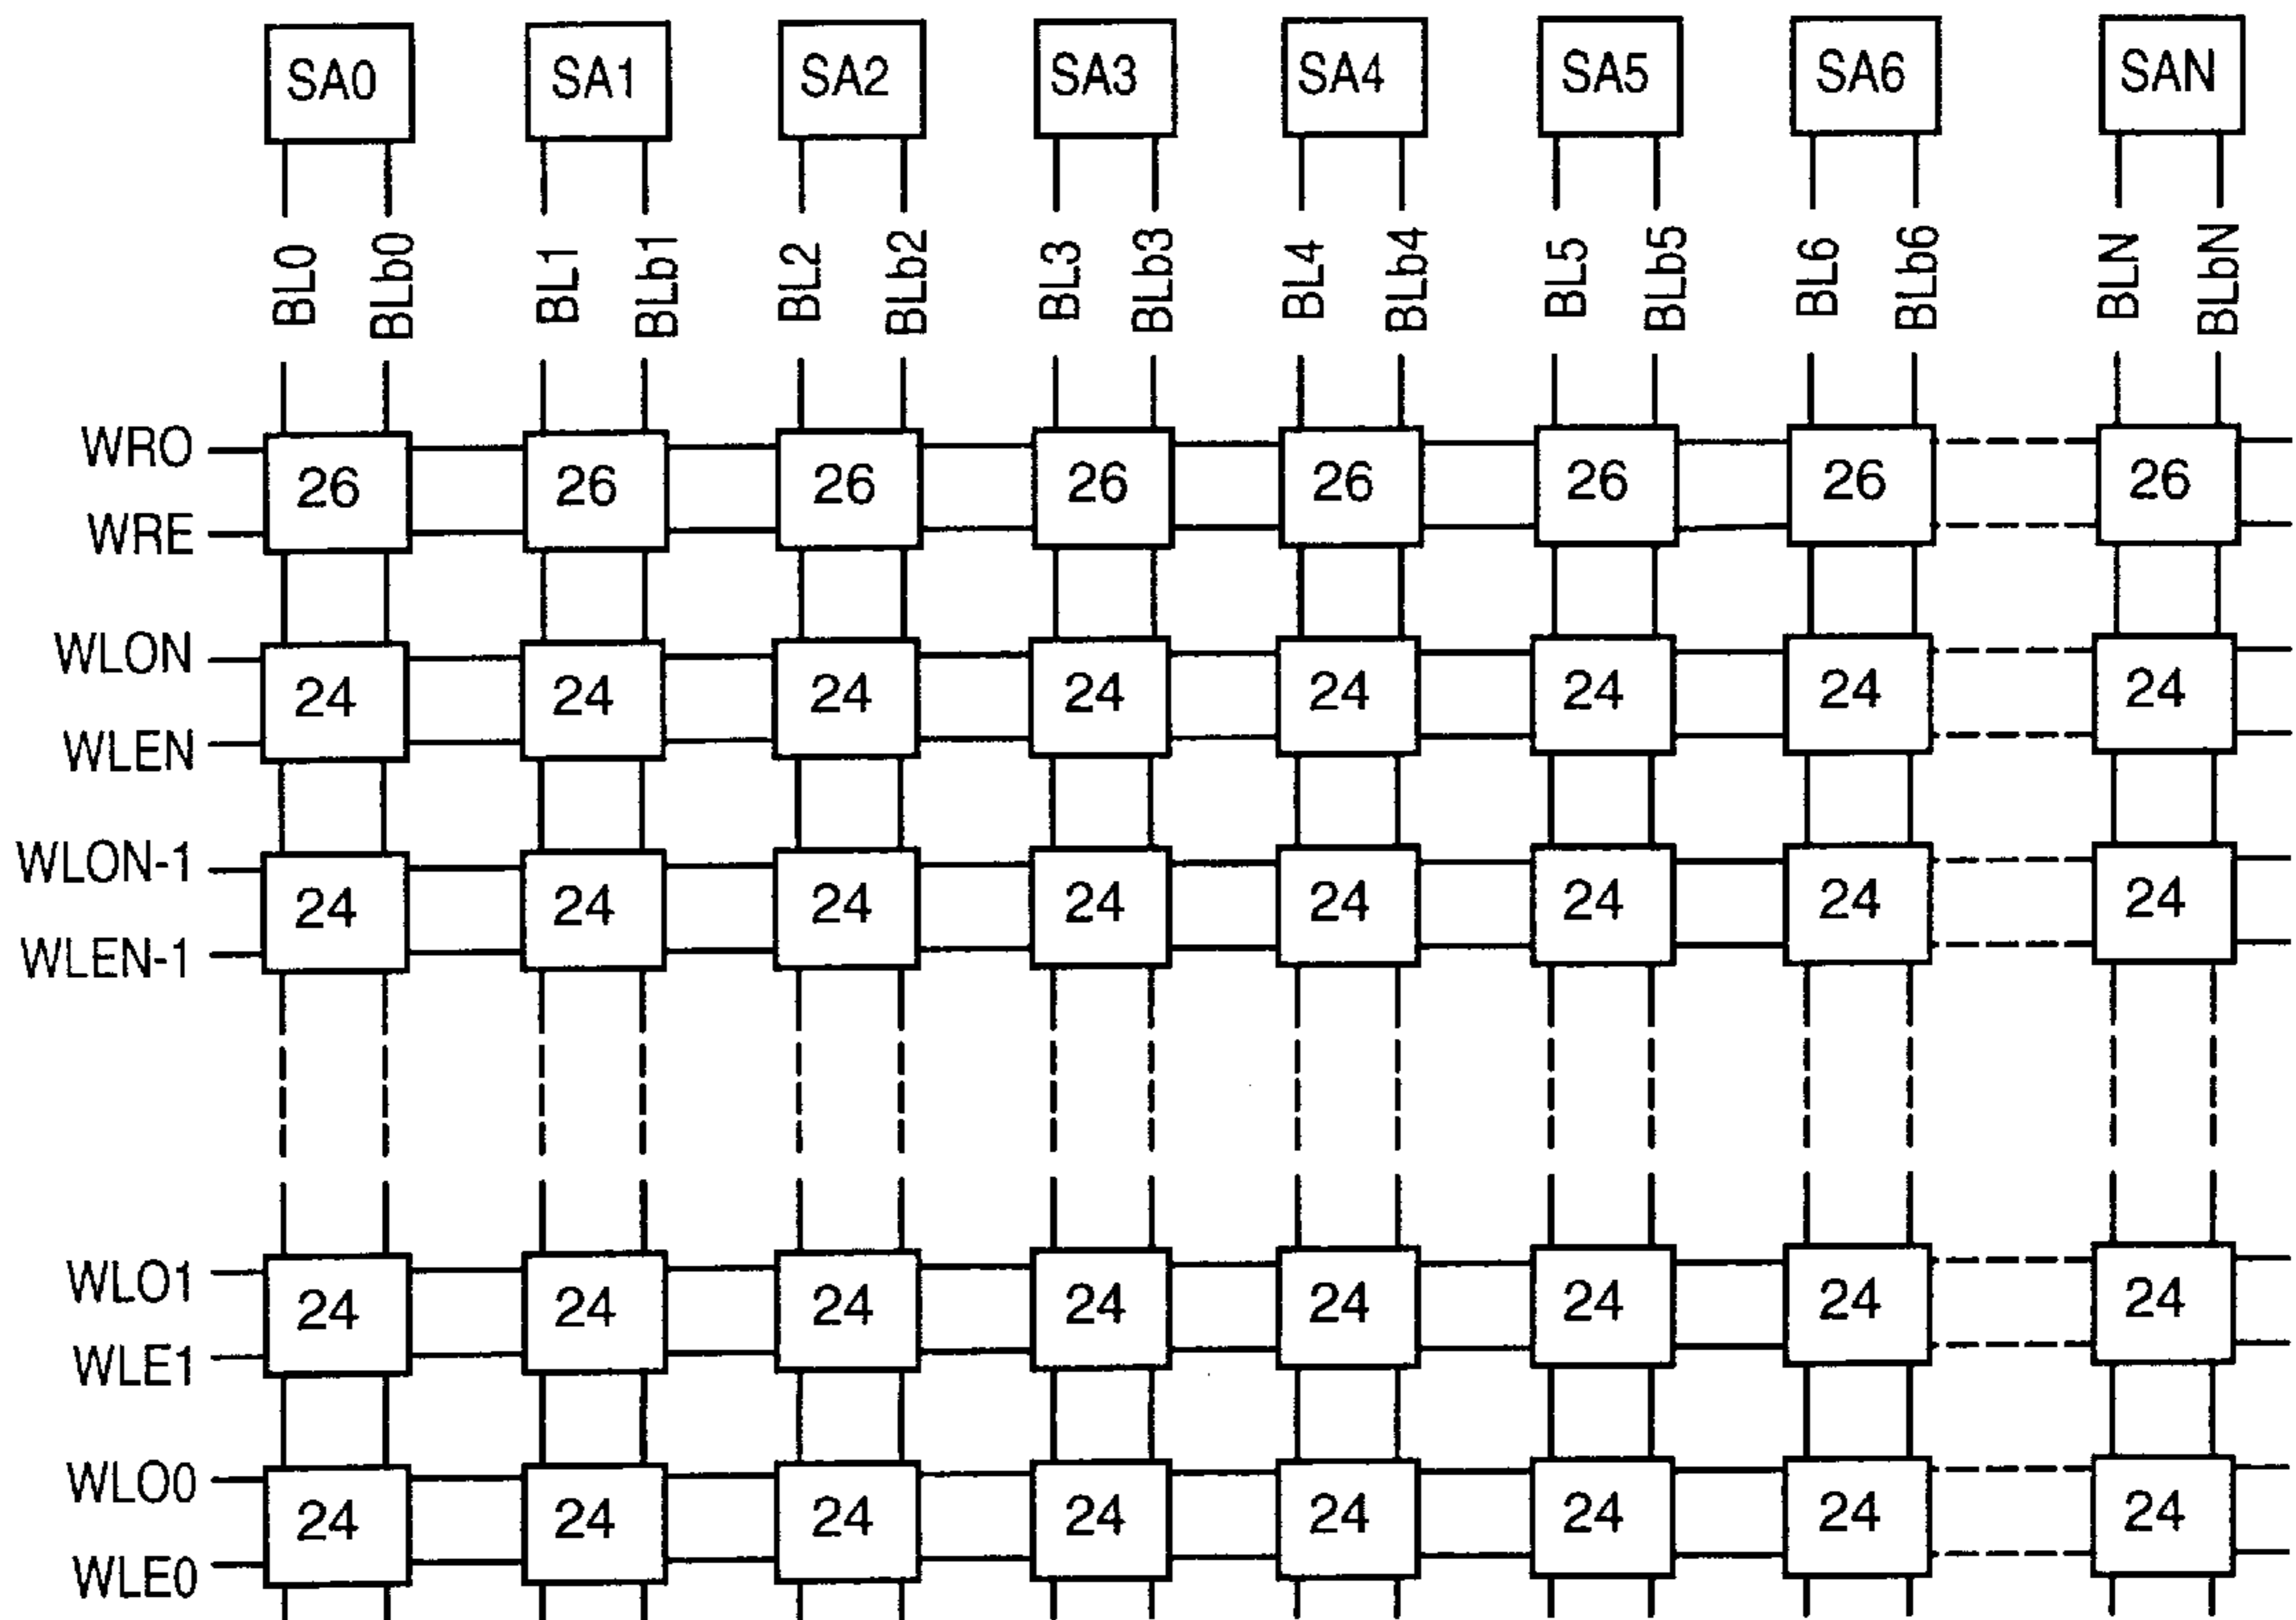 SA0 SA1 SA2 SA3 SA4 SA5 SA6 SAN
BL0 BLb0 BL1 BLb1 BL2 BLb2 BL3 BLb3 BL4 BLb4 BL5 BLb5 BL6 BLb6 BLN BLbN
WRO
26 26 26 26 26 26 26 26
WRE
WLON
24 24 24 24 24 24 24 24
WLEN
WLON-1
24 24 24 24 24 24 24 24
WLEN-1
WLO1
24 24 24 24 24 24 24 24
WLE1
WLO0
24 24 24 24 24 24 24 24
WLE0